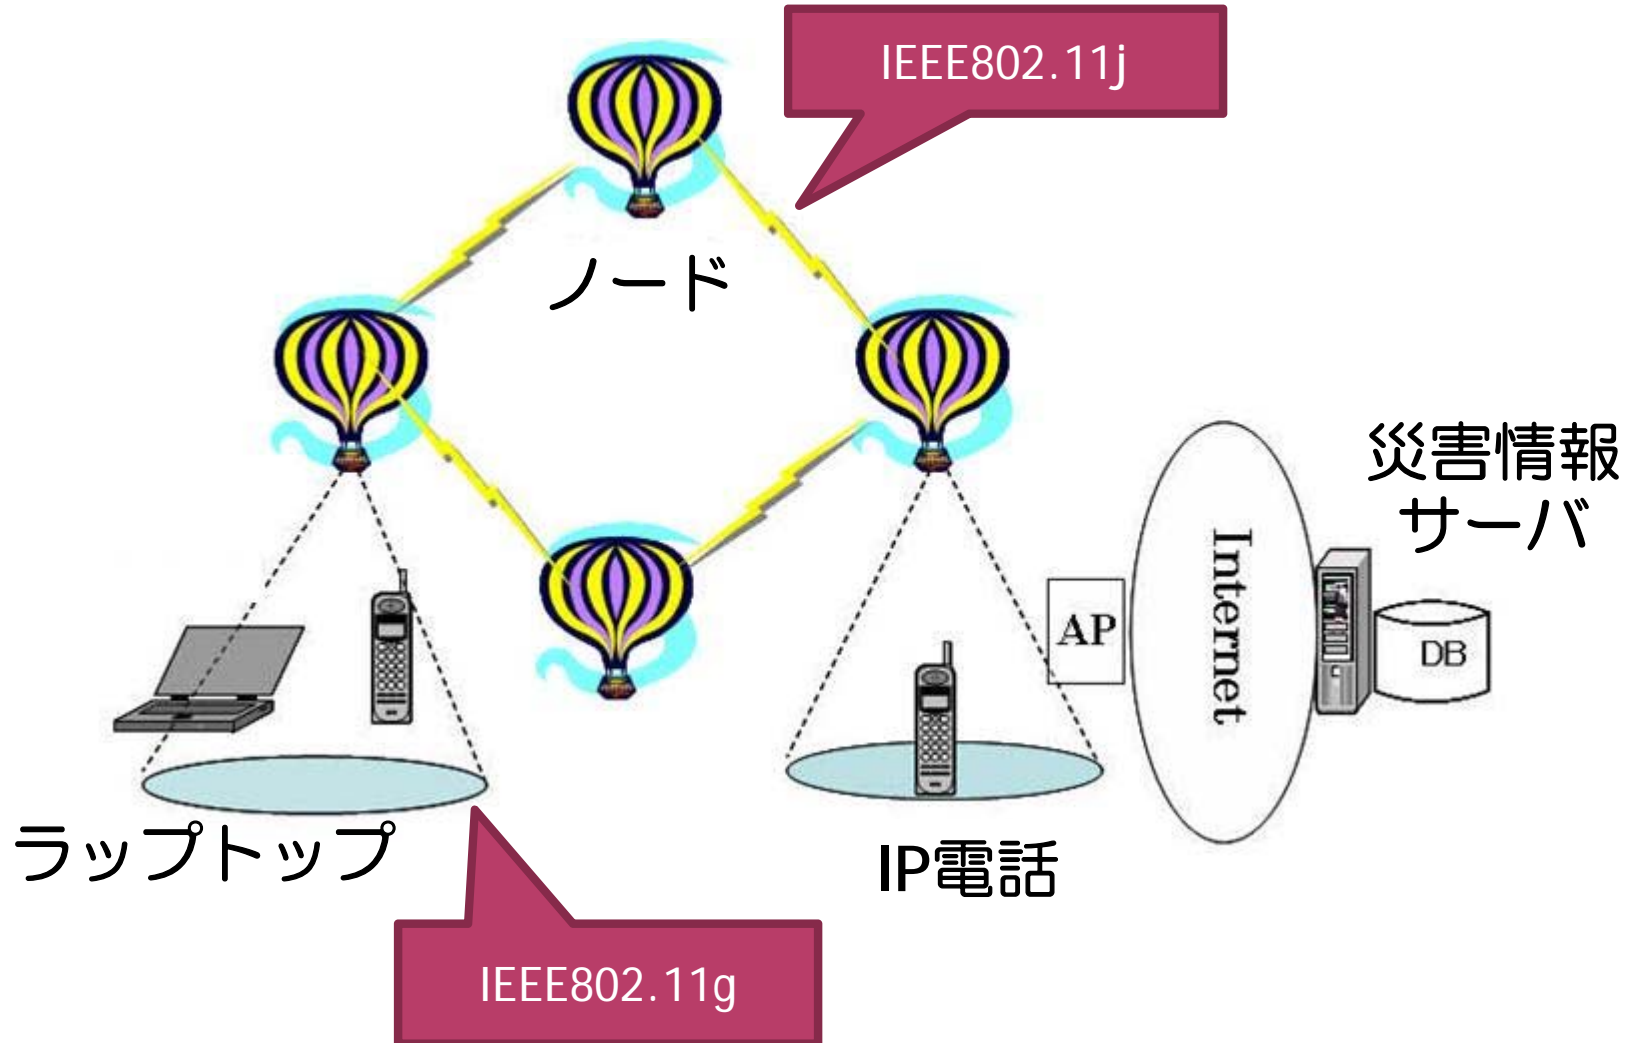 IEEE802.11j
ノード
災害情報
サーバ
Internet
AP
DB
ラップトップ
IP電話
IEEE802.11g